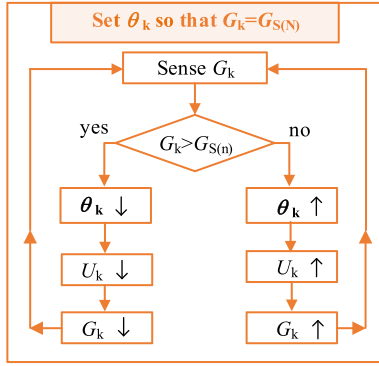 Set θk so that Gk=GS(N)
Sense Gk
yes
no
Gk>GS(n)
θk ↓
θk ↑
Uk ↓
Uk ↑
Gk ↓
Gk ↑